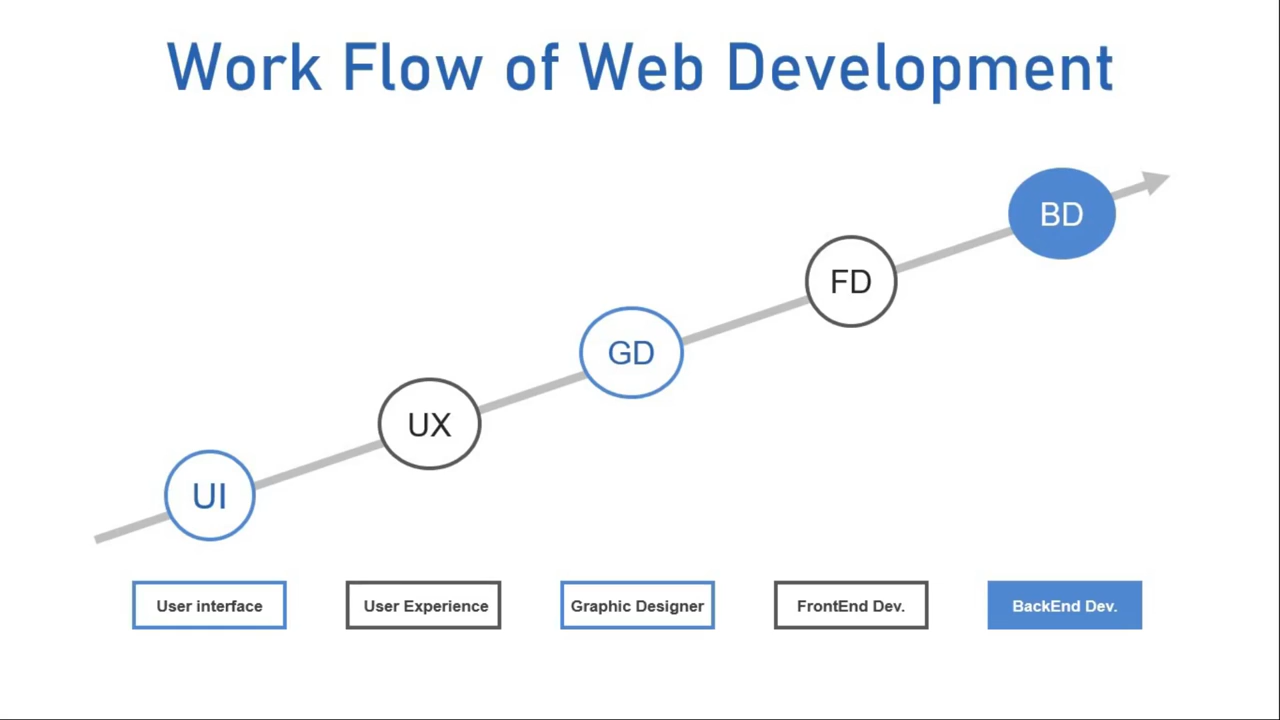 Work Flow of Web Development
BD
FD
GD
UX
UI
User interface
User Experience
Graphic Designer
FrontEnd Dev.
BackEnd Dev.